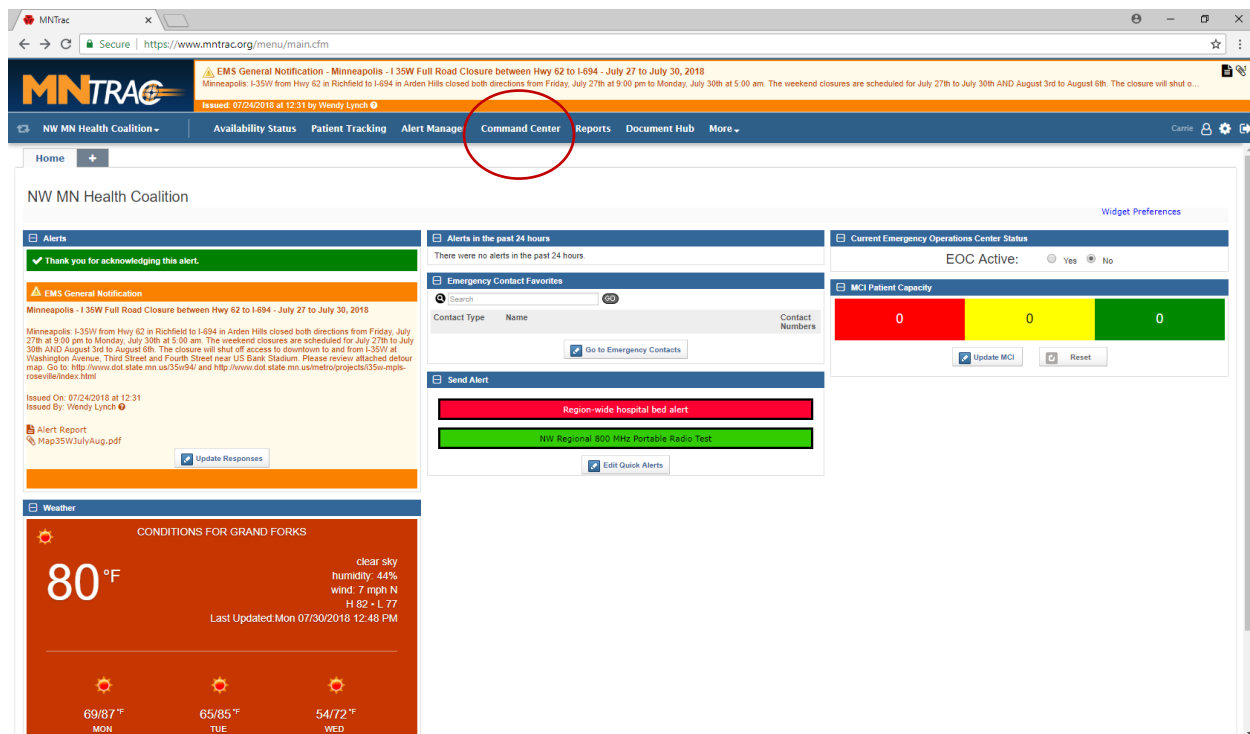 MNTrac
Secure | https://www.mntrac.org/menu/main.cfm
MNTRAC
EMS General Notification - Minneapolis - I 35W Full Road Closure between Hwy 62 to I-694 - July 27 to July 30, 2018
Minneapolis: I-35W from Hwy 62 in Richfield to I-694 in Arden Hills closed both directions from Friday, July 27th at 9:00 pm to Monday, July 30th at 5:00 am. The weekend closures are scheduled for July 27th to July 30th AND August 3rd to August 6th. The closure will shut o...
Issued: 07/24/2018 at 12:31 by Wendy Lynch
NW MN Health Coalition
Availability Status Patient Tracking Alert Manager Command Center Reports Document Hub More
Carrie
Home +
NW MN Health Coalition
Widget Preferences
Alerts
Thank you for acknowledging this alert.
EMS General Notification
Minneapolis - I 35W Full Road Closure between Hwy 62 to I-694 - July 27 to July 30, 2018
Minneapolis: I-35W from Hwy 62 in Richfield to I-694 in Arden Hills closed both directions from Friday, July
27th at 9:00 pm to Monday, July 30th at 5:00 am. The weekend closures are scheduled for July 27th to July
30th AND August 3rd to August 6th. The closure will shut off access to downtown to and from I-35W at
Washington Avenue, Third Street and Fourth Street near US Bank Stadium. Please review attached detour
map. Go to: http://www.dot.state.mn.us/35w94/ and http://www.dot.state.mn.us/metro/projects/i35w-mpls-
roseville/index.html
Issued On: 07/24/2018 at 12:31
Issued By: Wendy Lynch
Alert Report
Map35WJulyAug.pdf
Update Responses
Weather
CONDITIONS FOR GRAND FORKS
80 °F
clear sky
humidity: 44%
wind: 7 mph N
H 82 • L 77
Last Updated:Mon 07/30/2018 12:48 PM
69/87 °F 65/85 °F 54/72 °F
MON TUE WED
Alerts in the past 24 hours
There were no alerts in the past 24 hours.
Emergency Contact Favorites
Search GO
Contact Type Name Contact
Numbers
Go to Emergency Contacts
Send Alert
Region-wide hospital bed alert
NW Regional 800 MHz Portable Radio Test
Edit Quick Alerts
Current Emergency Operations Center Status
EOC Active: Yes No
MCI Patient Capacity
0 0 0
Update MCI Reset